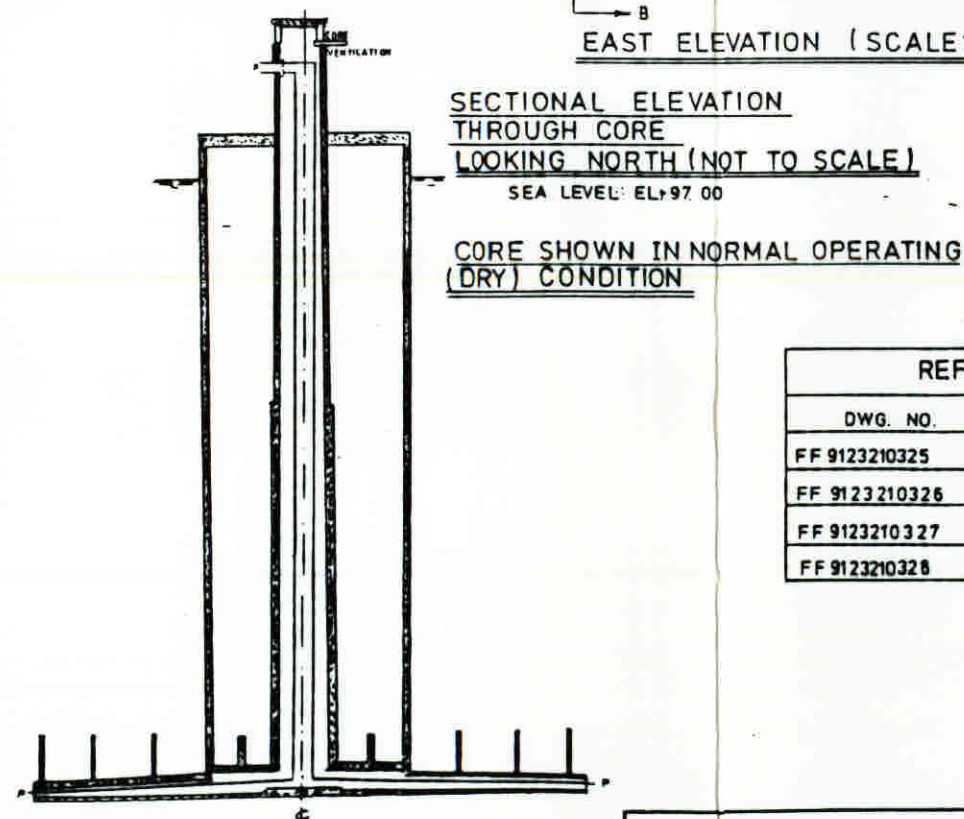 B
EAST ELEVATION (SCALE
CORE
VENTILATION
P
SECTIONAL ELEVATION
THROUGH CORE
LOOKING NORTH (NOT TO SCALE)
SEA LEVEL: EL+97.00
CORE SHOWN IN NORMAL OPERATING
(DRY) CONDITION
REF
DWG. NO.
FF 9123210325
FF 9123210326
FF 9123210327
FF 9123210328
P
P
℄